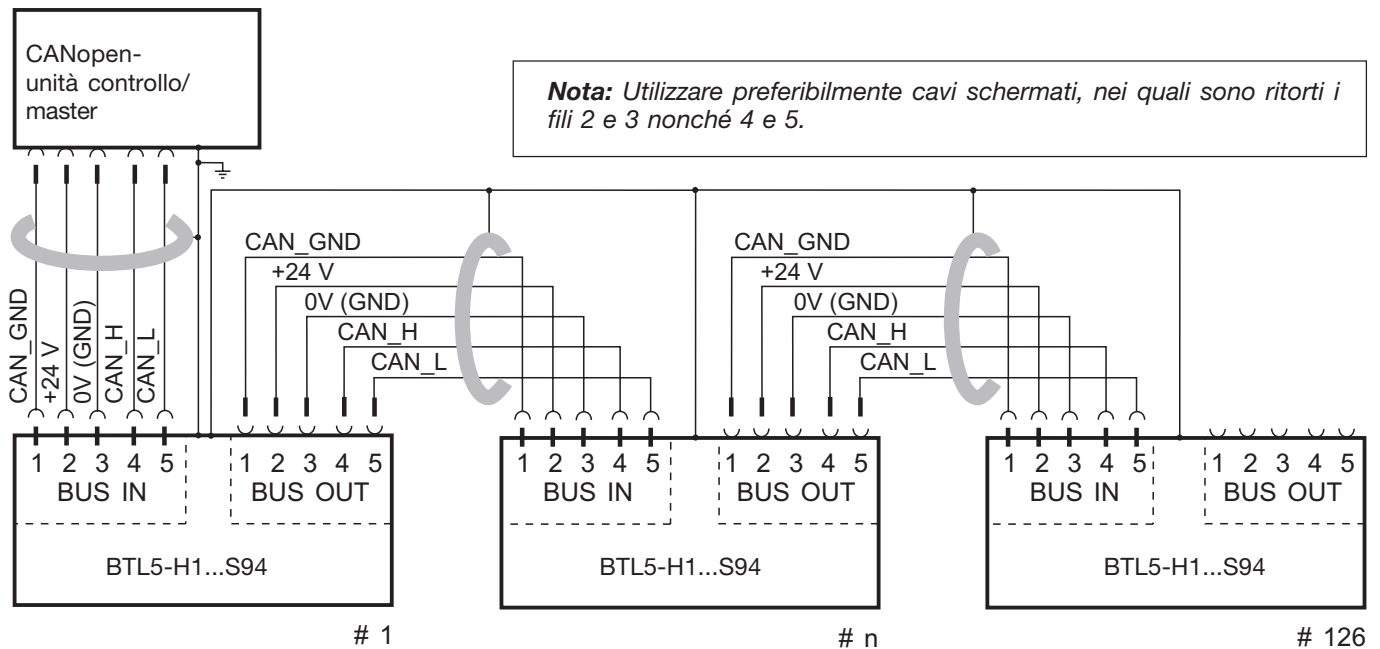 CANopen-
unità controllo/
master
Nota: Utilizzare preferibilmente cavi schermati, nei quali sono ritorti i
fili 2 e 3 nonché 4 e 5.
CAN_GND
+24 V
0V (GND)
CAN_H
CAN_L
CAN_GND
+24 V
0V (GND)
CAN_H
CAN_L
CAN_GND
+24 V
0V (GND)
CAN_H
CAN_L
1 2 3 4 5
BUS IN
1 2 3 4 5
BUS OUT
BTL5-H1...S94
# 1
1 2 3 4 5
BUS IN
1 2 3 4 5
BUS OUT
BTL5-H1...S94
# n
1 2 3 4 5
BUS IN
1 2 3 4 5
BUS OUT
BTL5-H1...S94
# 126